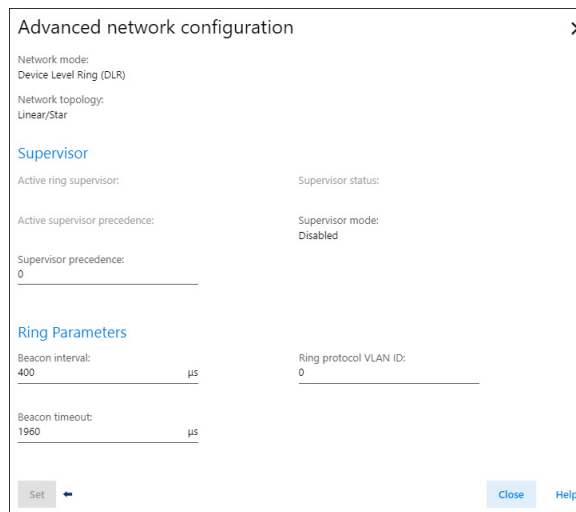 Advanced network configuration
Network mode:
Device Level Ring (DLR)
Network topology:
Linear/Star
Supervisor
Active ring supervisor:
Supervisor status:
Active supervisor precedence:
Supervisor mode:
Disabled
Supervisor precedence:
0
Ring Parameters
Beacon interval:
400 µs
Ring protocol VLAN ID:
0
Beacon timeout:
1960 µs
Set
Close
Help